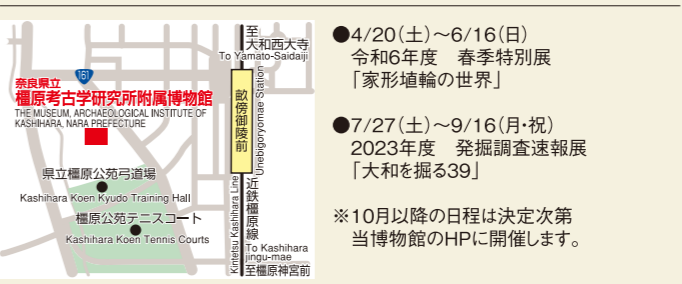 至
大和西大寺
To Yamato-Saidaiji
161
奈良県立
橿原考古学研究所附属博物館
THE MUSEUM, ARCHAEOLOGICAL INSTITUTE OF
KASHIHARA, NARA PREFECTURE
畝傍御陵前
Unebigoryomae Station
県立橿原公苑弓道場
Kashihara Koen Kyudo Training Hall
橿原公苑テニスコート
Kashihara Koen Tennis Courts
Kintetsu Kashihara Line
近鉄橿原線
To Kashihara
jingu-mae
至橿原神宮前
●4/20(土)~6/16(日)
令和6年度 春季特別展
「家形埴輪の世界」
●7/27(土)~9/16(月・祝)
2023年度 発掘調査速報展
「大和を掘る39」
※10月以降の日程は決定次第
当博物館のHPに開催します。